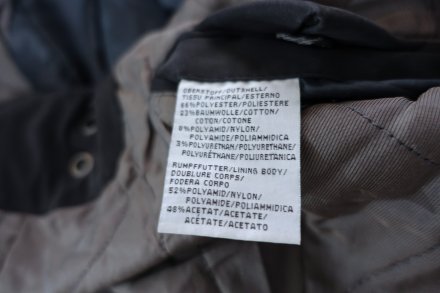 OBERSTOFF/OUTSHELL/
TISSU PRINCIPAL/ESTERNO
66%POLYESTER/POLIESTERE
23%BAUMWOLLE/COTTON/
COTON/COTONE
8%POLYAMID/NYLON/
POLYAMIDE/POLIAMMIDICA
3%POLYURETHAN/POLYURETHANE/
POLYURÉTHANE/POLIURETANICA
RUMPFFUTTER/LINING BODY/
DOUBLURE CORPS/
FODERA CORPO
52%POLYAMID/NYLON/
POLYAMIDE/POLIAMMIDICA
48%ACETAT/ACETATE/
ACÉTATE/ACETATO